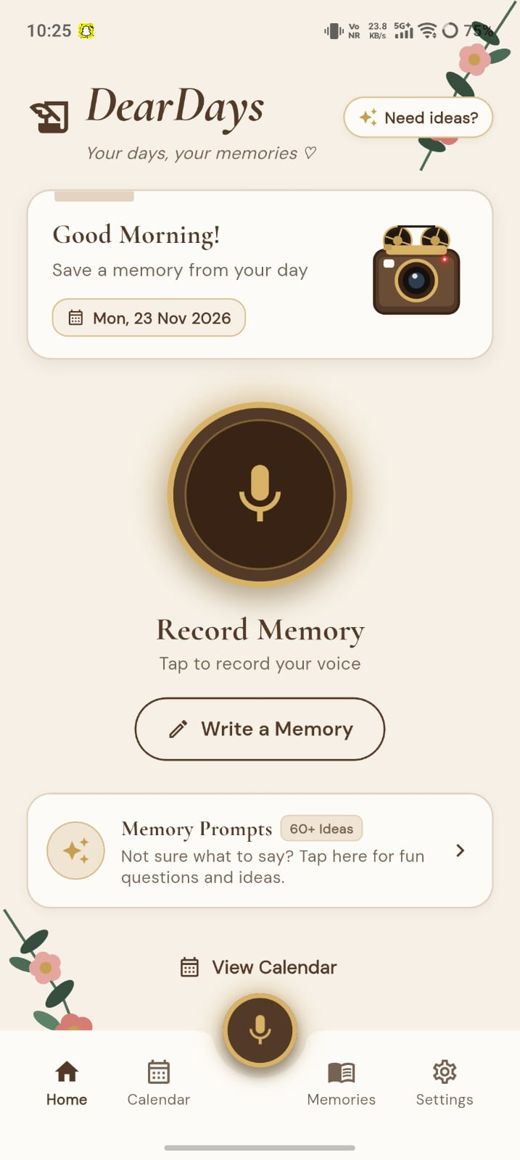 10:25
Vo
NR
23.8
KB/s
5G+
75%
DearDays
Your days, your memories ♡
Need ideas?
Good Morning!
Save a memory from your day
Mon, 23 Nov 2026
Record Memory
Tap to record your voice
Write a Memory
Memory Prompts
60+ Ideas
Not sure what to say? Tap here for fun
questions and ideas.
View Calendar
Home
Calendar
Memories
Settings